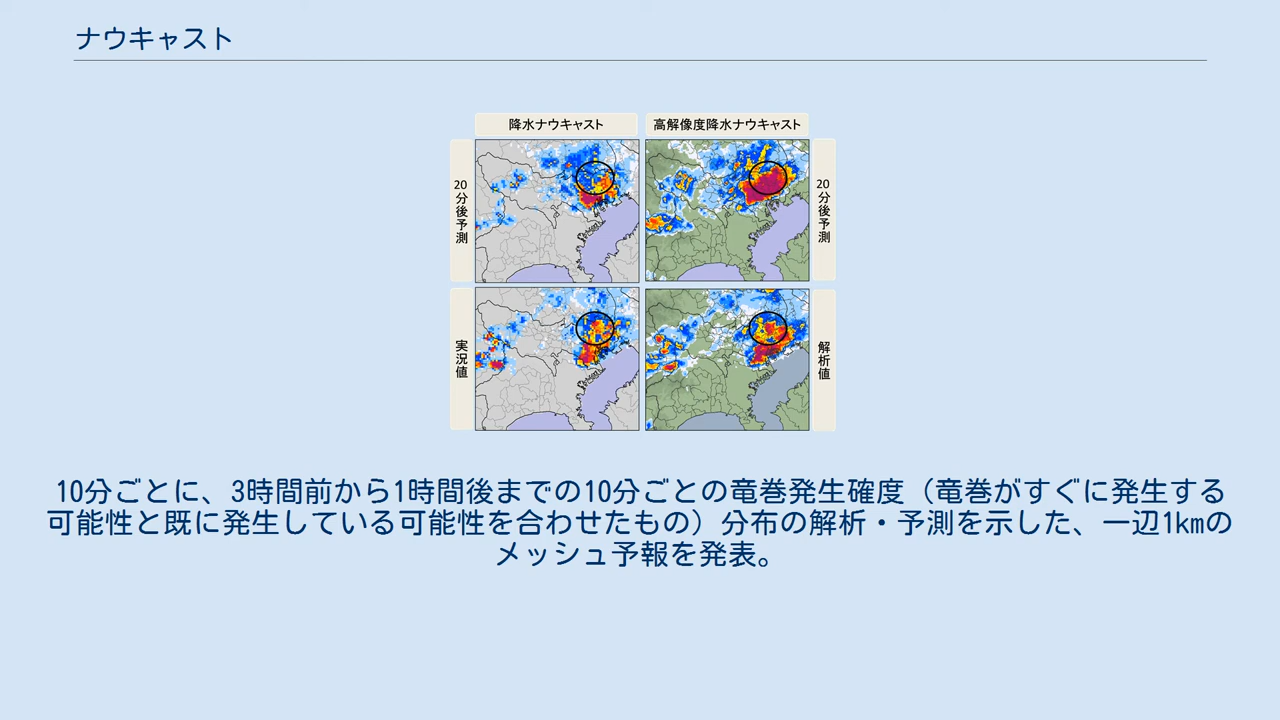 ナウキャスト
降水ナウキャスト
高解像度降水ナウキャスト
20分後予測
20分後予測
実況値
解析値
10分ごとに、3時間前から1時間後までの10分ごとの竜巻発生確度（竜巻がすぐに発生する
可能性と既に発生している可能性を合わせたもの）分布の解析・予測を示した、一辺1kmの
メッシュ予報を発表。